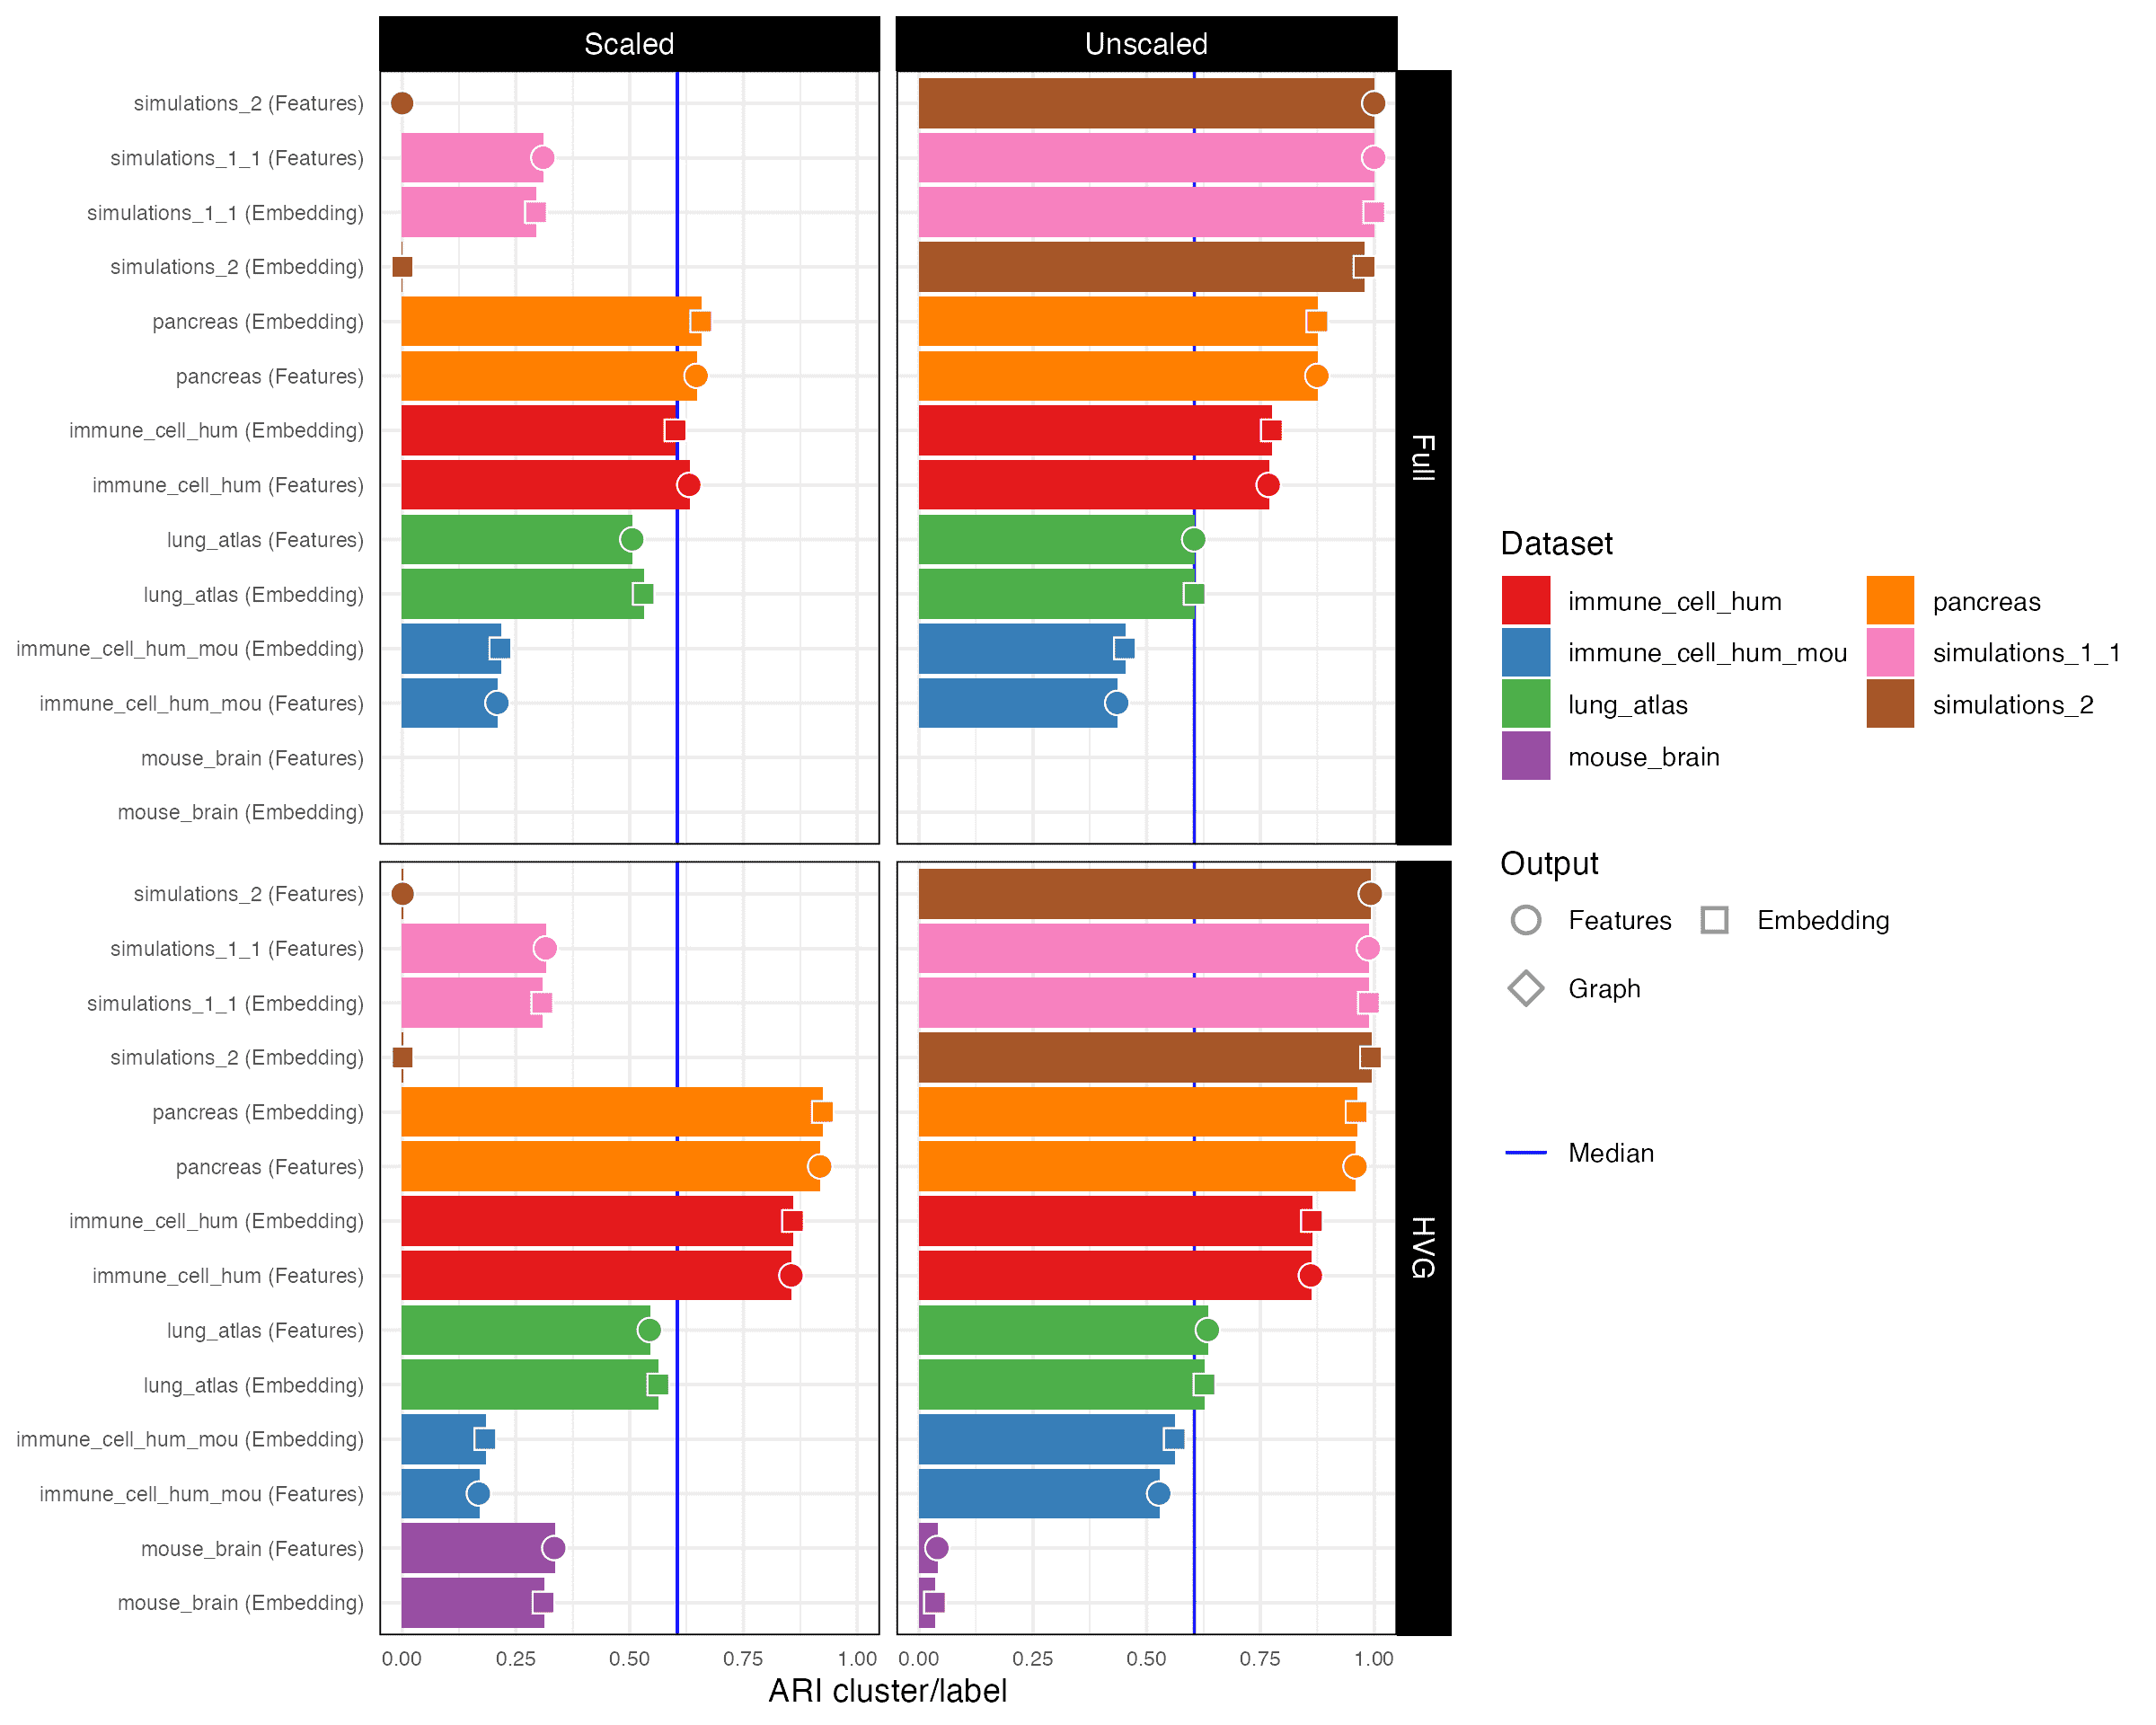 Scaled
Unscaled
simulations_2 (Features)
simulations_1_1 (Features)
simulations_1_1 (Embedding)
simulations_2 (Embedding)
pancreas (Embedding)
pancreas (Features)
immune_cell_hum (Embedding)
immune_cell_hum (Features)
lung_atlas (Features)
lung_atlas (Embedding)
immune_cell_hum_mou (Embedding)
immune_cell_hum_mou (Features)
mouse_brain (Features)
mouse_brain (Embedding)
Full
simulations_2 (Features)
simulations_1_1 (Features)
simulations_1_1 (Embedding)
simulations_2 (Embedding)
pancreas (Embedding)
pancreas (Features)
immune_cell_hum (Embedding)
immune_cell_hum (Features)
lung_atlas (Features)
lung_atlas (Embedding)
immune_cell_hum_mou (Embedding)
immune_cell_hum_mou (Features)
mouse_brain (Features)
mouse_brain (Embedding)
HVG
0.00 0.25 0.50 0.75 1.00
0.00 0.25 0.50 0.75 1.00
ARI cluster/label
Dataset
immune_cell_hum
immune_cell_hum_mou
lung_atlas
mouse_brain
pancreas
simulations_1_1
simulations_2
Output
Features
Embedding
Graph
Median